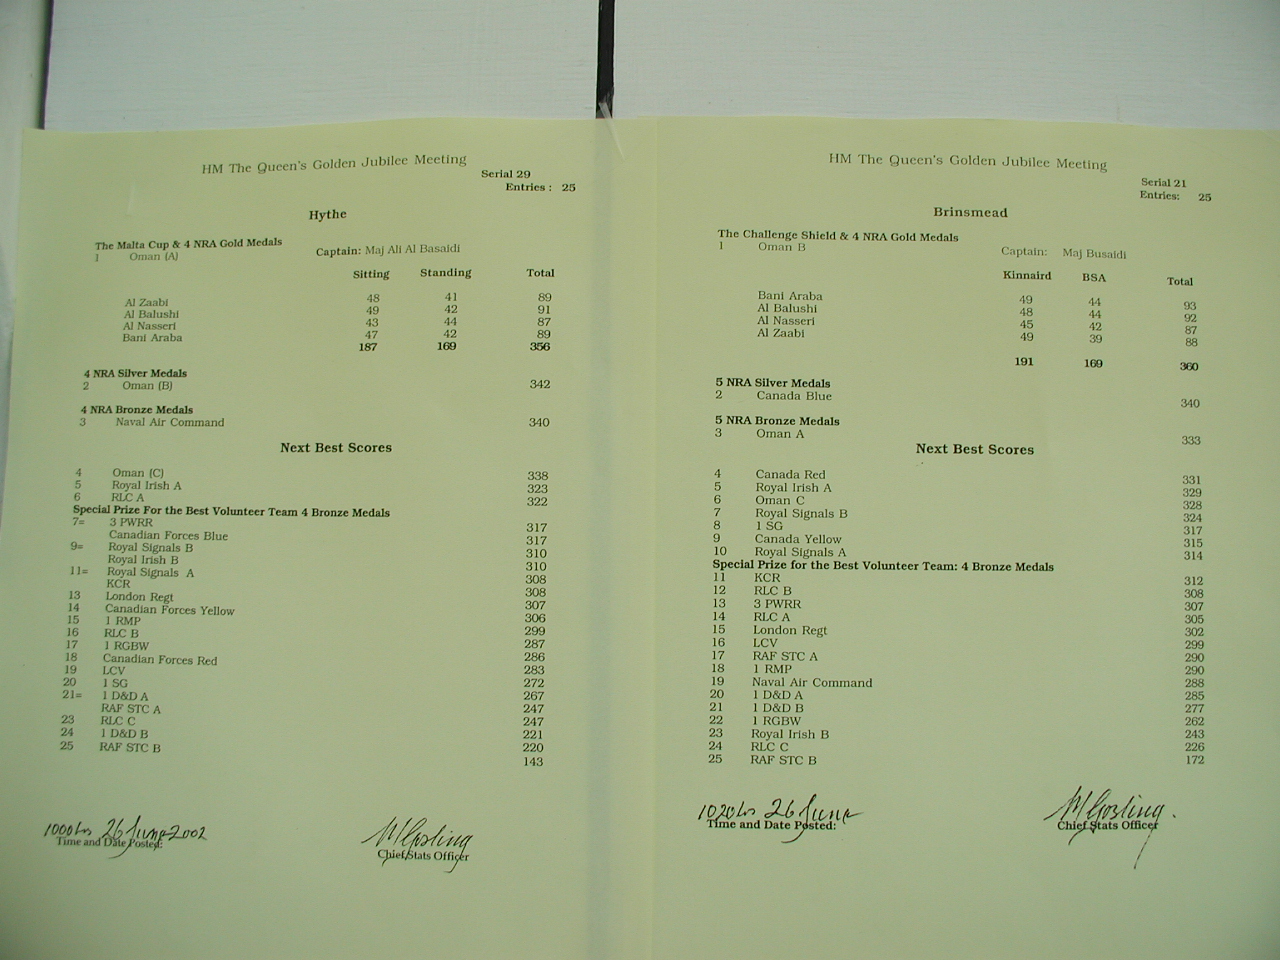 HM The Queen's Golden Jubilee Meeting
Serial 29
Entries : 25
Hythe
The Malta Cup & 4 NRA Gold Medals
1 Oman (A) Captain: Maj Ali Al Basaidi
Sitting Standing Total
Al Zaabi 48 41 89
Al Balushi 49 42 91
Al Nasseri 43 44 87
Bani Araba 47 42 89
187 169 356
4 NRA Silver Medals
2 Oman (B) 342
4 NRA Bronze Medals
3 Naval Air Command 340
Next Best Scores
4 Oman (C) 338
5 Royal Irish A 323
6 RLC A 322
Special Prize For the Best Volunteer Team 4 Bronze Medals
7= 3 PWRR 317
Canadian Forces Blue 317
9= Royal Signals B 310
Royal Irish B 310
11= Royal Signals A 308
KCR 308
13 London Regt 307
14 Canadian Forces Yellow 306
15 1 RMP 299
16 RLC B 287
17 1 RGBW 286
18 Canadian Forces Red 283
19 LCV 272
20 1 SG 267
21= 1 D&D A 247
RAF STC A 247
23 RLC C 221
24 1 D&D B 220
25 RAF STC B 143
1000 hrs 26 June 2002
Time and Date Posted:
M Gosling
Chief Stats Officer
HM The Queen's Golden Jubilee Meeting
Serial 21
Entries: 25
Brinsmead
The Challenge Shield & 4 NRA Gold Medals
1 Oman B Captain: Maj Busaidi
Kinnaird BSA Total
Bani Araba 49 44 93
Al Balushi 48 44 92
Al Nasseri 45 42 87
Al Zaabi 49 39 88
191 169 360
5 NRA Silver Medals
2 Canada Blue 340
5 NRA Bronze Medals
3 Oman A 333
Next Best Scores
4 Canada Red 331
5 Royal Irish A 329
6 Oman C 328
7 Royal Signals B 324
8 1 SG 317
9 Canada Yellow 315
10 Royal Signals A 314
Special Prize for the Best Volunteer Team: 4 Bronze Medals
11 KCR 312
12 RLC B 308
13 3 PWRR 307
14 RLC A 305
15 London Regt 302
16 LCV 299
17 RAF STC A 290
18 1 RMP 290
19 Naval Air Command 288
20 1 D&D A 285
21 1 D&D B 277
22 1 RGBW 262
23 Royal Irish B 243
24 RLC C 226
25 RAF STC B 172
1020 hrs 26 June
Time and Date Posted:
M Gosling
Chief Stats Officer